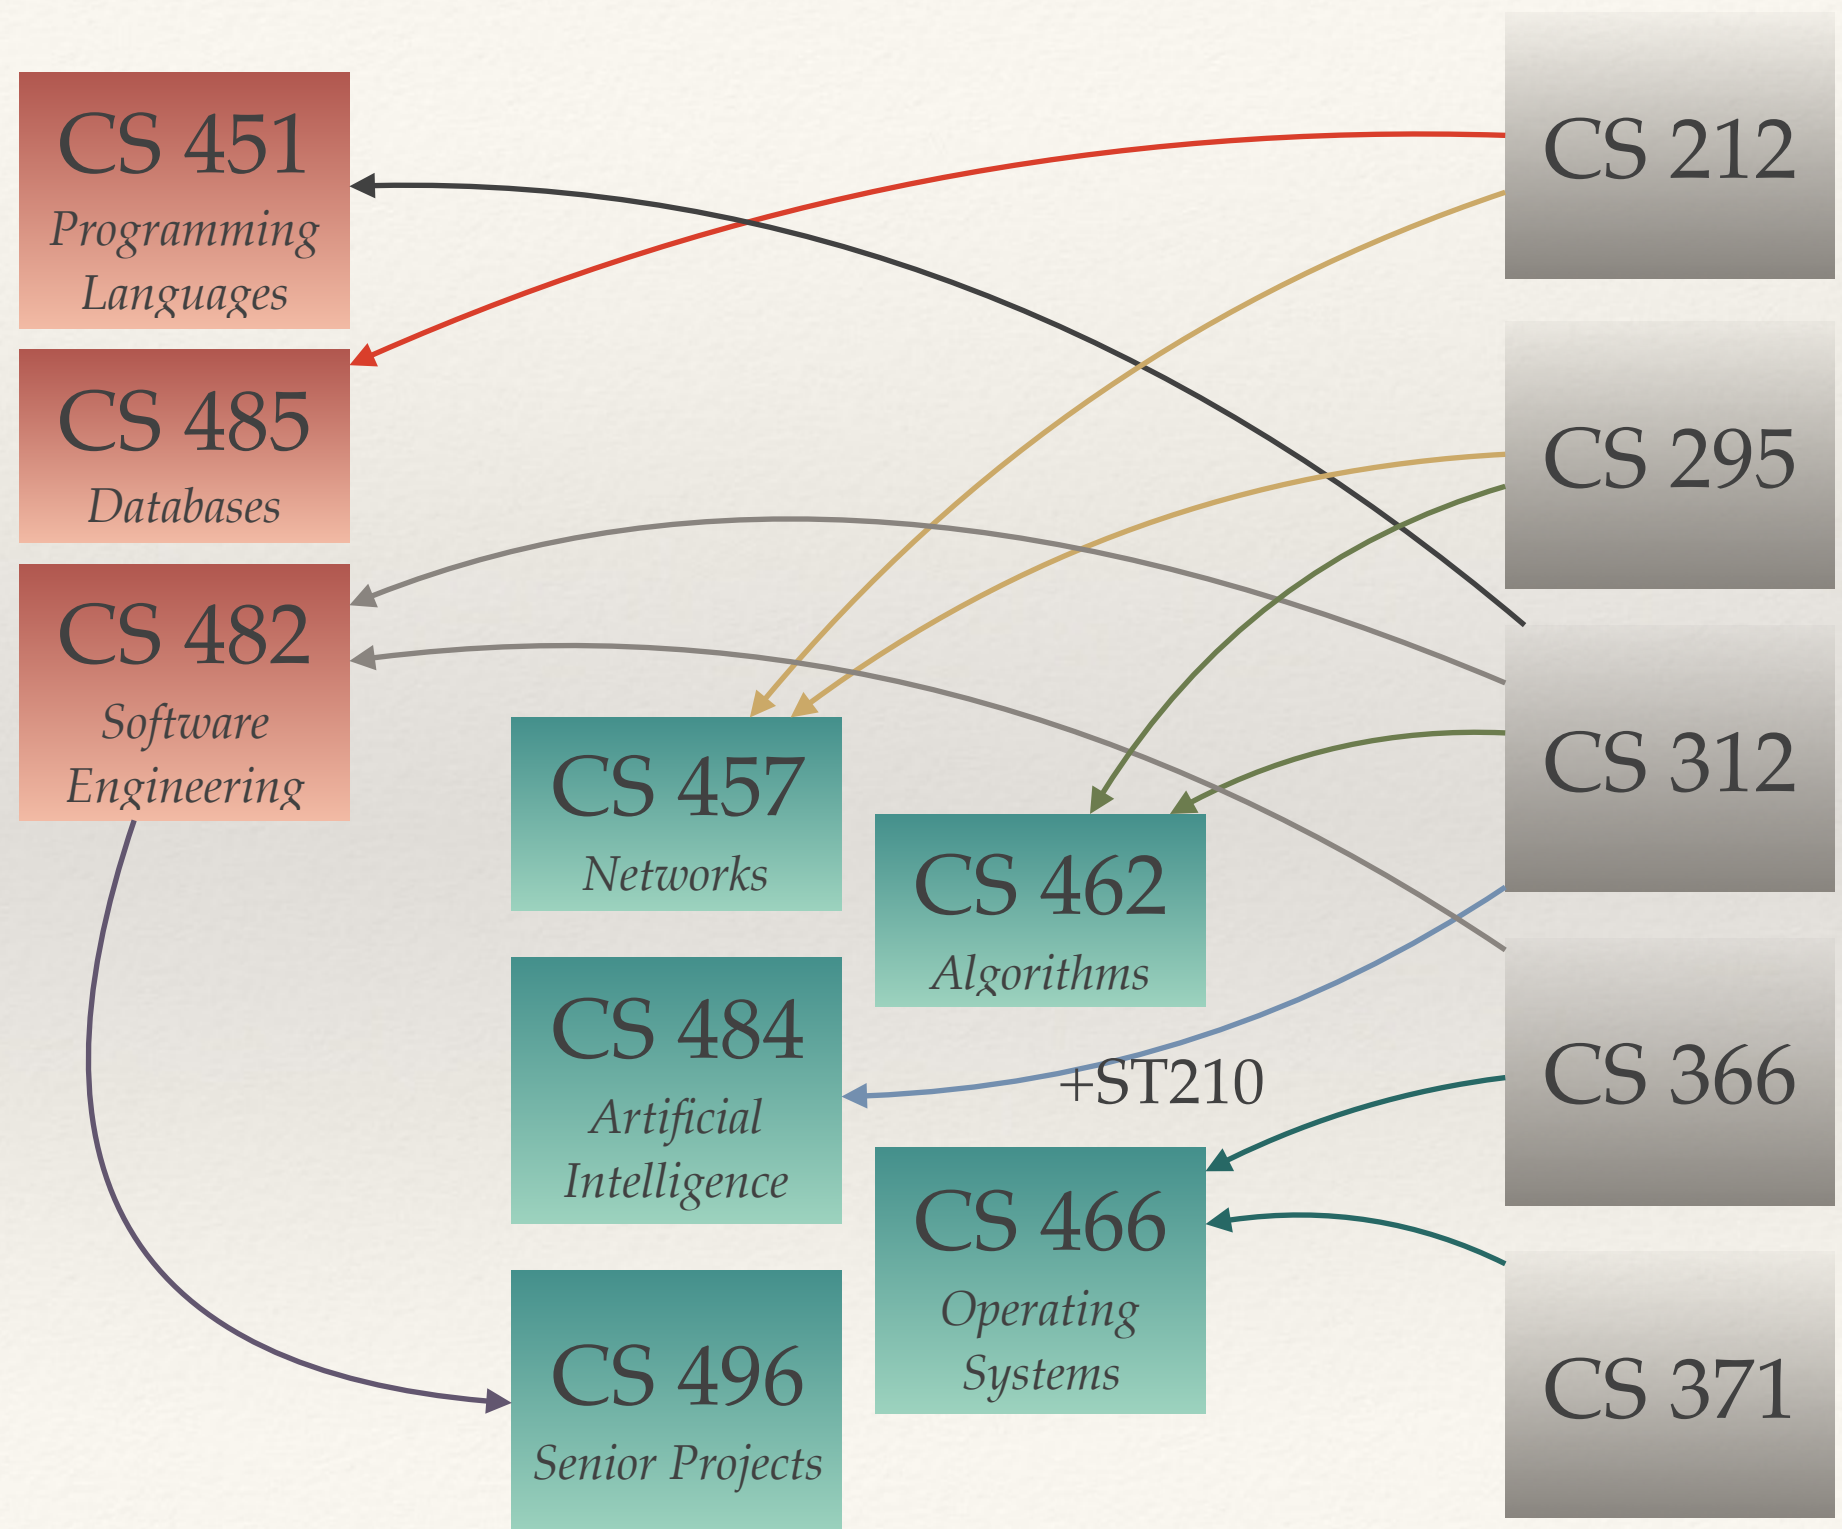 CS 451
Programming
Languages
CS 485
Databases
CS 482
Software
Engineering
CS 457
Networks
CS 484
Artificial
Intelligence
CS 496
Senior Projects
CS 462
Algorithms
+ST210
CS 466
Operating
Systems
CS 212
CS 295
CS 312
CS 366
CS 371